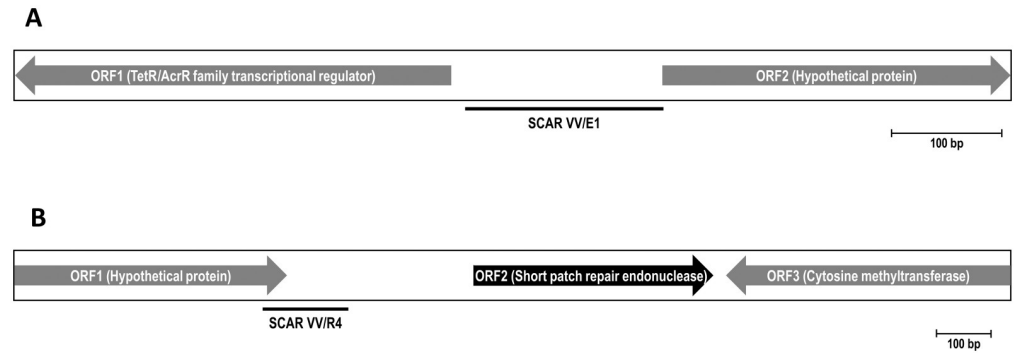 A
ORF1 (TetR/AcrR family transcriptional regulator)
ORF2 (Hypothetical protein)
SCAR VV/E1
100 bp
B
ORF1 (Hypothetical protein)
ORF2 (Short patch repair endonuclease)
ORF3 (Cytosine methyltransferase)
SCAR VV/R4
100 bp